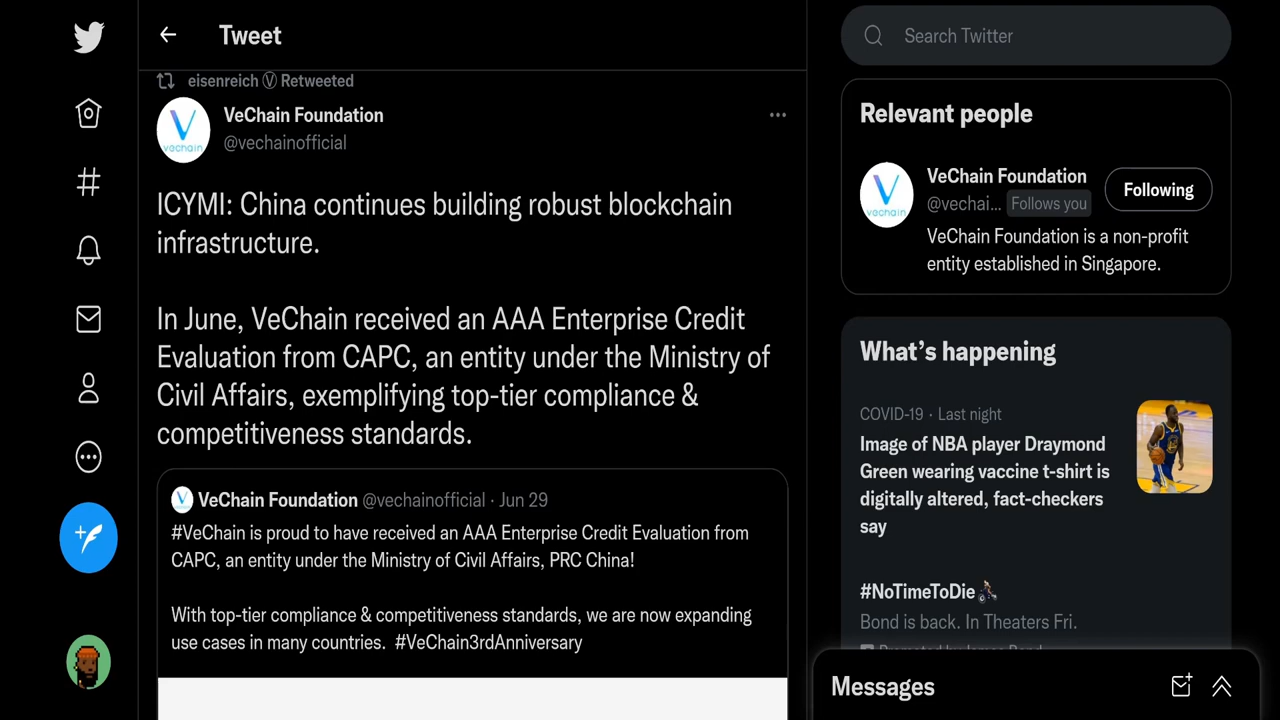 Tweet
eisenreich Ⓥ Retweeted
VeChain Foundation
@vechainofficial
vechain
ICYMI: China continues building robust blockchain
infrastructure.
In June, VeChain received an AAA Enterprise Credit
Evaluation from CAPC, an entity under the Ministry of
Civil Affairs, exemplifying top-tier compliance &
competitiveness standards.
VeChain Foundation @vechainofficial · Jun 29
#VeChain is proud to have received an AAA Enterprise Credit Evaluation from
CAPC, an entity under the Ministry of Civil Affairs, PRC China!
With top-tier compliance & competitiveness standards, we are now expanding
use cases in many countries. #VeChain3rdAnniversary
Search Twitter
Relevant people
VeChain Foundation
@vechai... Follows you
Following
vechain
VeChain Foundation is a non-profit
entity established in Singapore.
What's happening
COVID-19 · Last night
Image of NBA player Draymond
Green wearing vaccine t-shirt is
digitally altered, fact-checkers
say
#NoTimeToDie
Bond is back. In Theaters Fri.
Promoted by James Bond
Messages